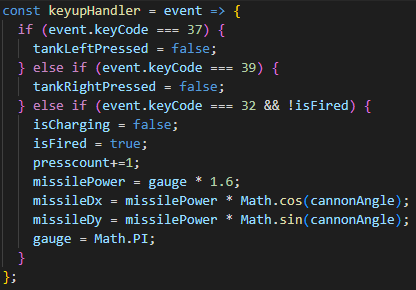 const keyupHandler = event => {
  if (event.keyCode === 37) {
    tankLeftPressed = false;
  } else if (event.keyCode === 39) {
    tankRightPressed = false;
  } else if (event.keyCode === 32 && !isFired) {
    isCharging = false;
    isFired = true;
    presscount+=1;
    missilePower = gauge * 1.6;
    missileDx = missilePower * Math.cos(cannonAngle);
    missileDy = missilePower * Math.sin(cannonAngle);
    gauge = Math.PI;
  }
};